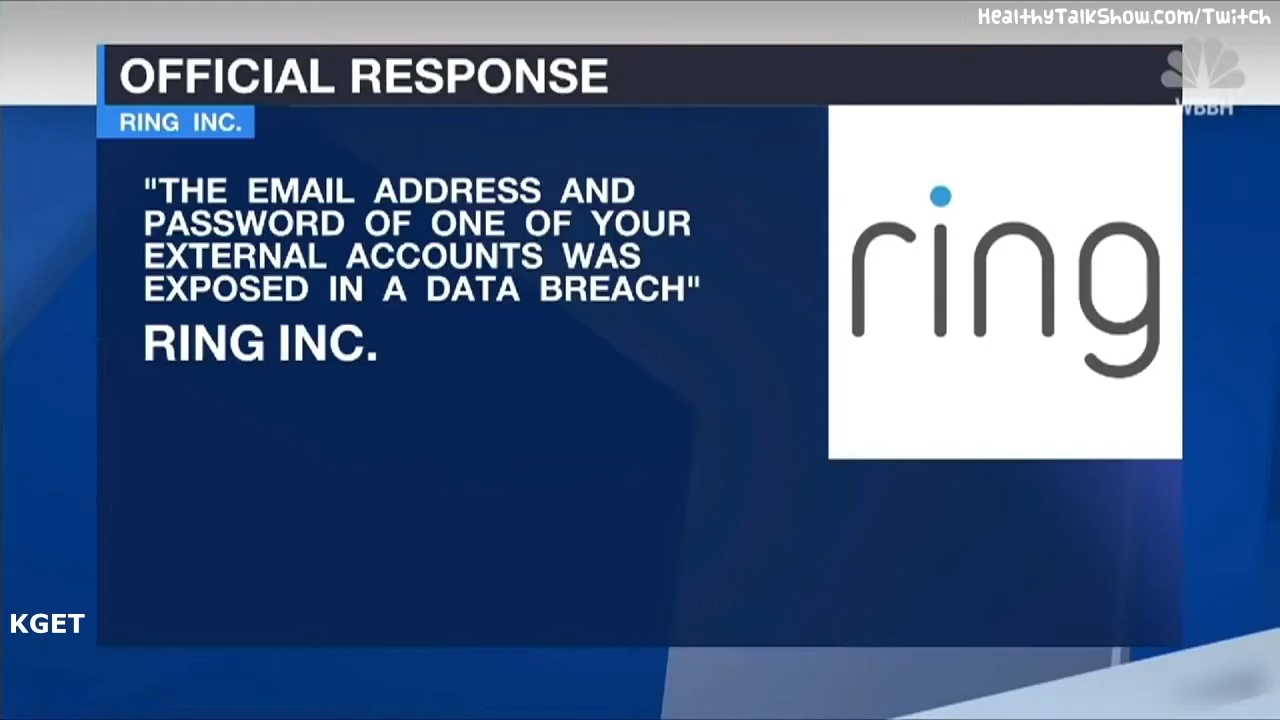 HealthyTalkShow.com/Twitch
OFFICIAL RESPONSE
WBBH
RING INC.
"THE EMAIL ADDRESS AND
PASSWORD OF ONE OF YOUR
EXTERNAL ACCOUNTS WAS
EXPOSED IN A DATA BREACH"
RING INC.
ring
KGET